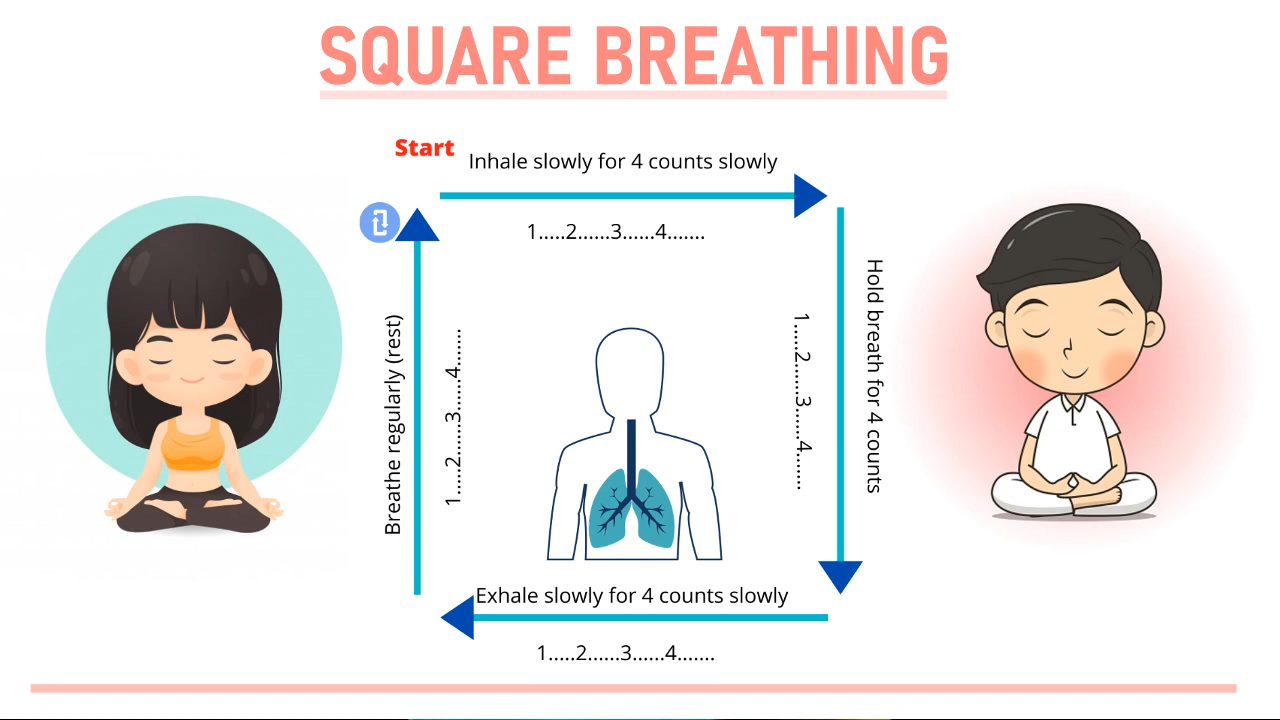 SQUARE BREATHING
Start
Inhale slowly for 4 counts slowly
1.....2......3......4.......
Hold breath for 4 counts
1.....2......3......4.......
Exhale slowly for 4 counts slowly
1.....2......3......4.......
Breathe regularly (rest)
1.....2......3......4.......